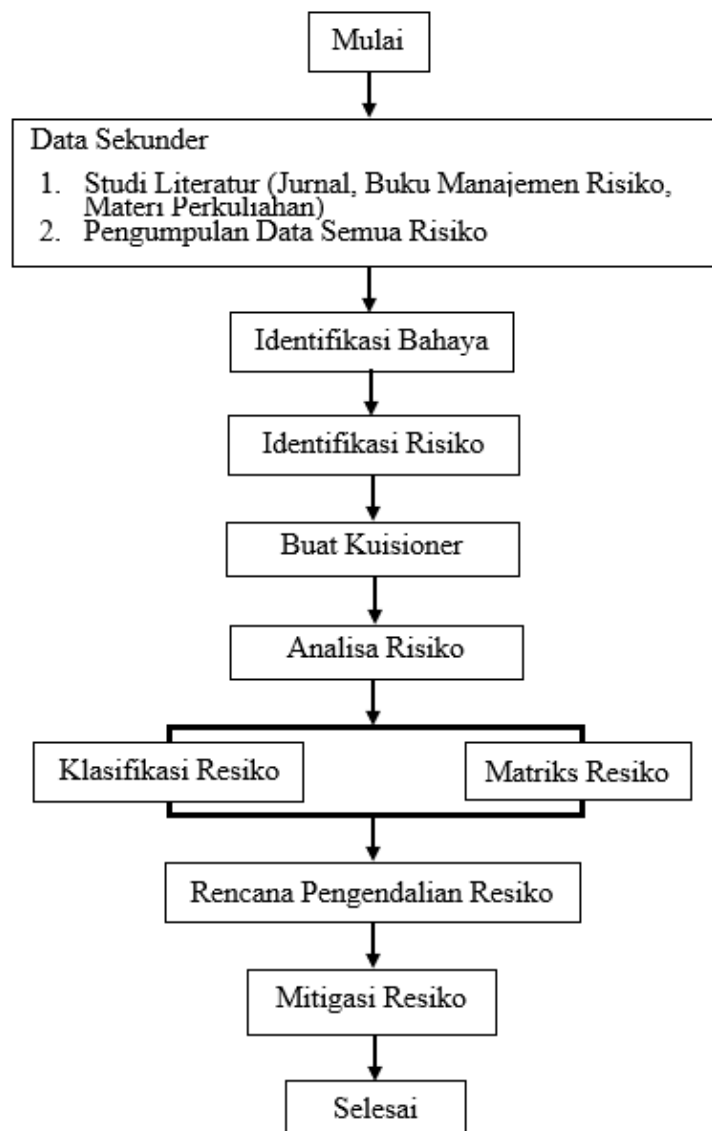 Mulai
Data Sekunder
1. Studi Literatur (Jurnal, Buku Manajemen Risiko,
Materi Perkuliahan)
2. Pengumpulan Data Semua Risiko
Identifikasi Bahaya
Identifikasi Risiko
Buat Kuisioner
Analisa Risiko
Klasifikasi Resiko
Matriks Resiko
Rencana Pengendalian Resiko
Mitigasi Resiko
Selesai